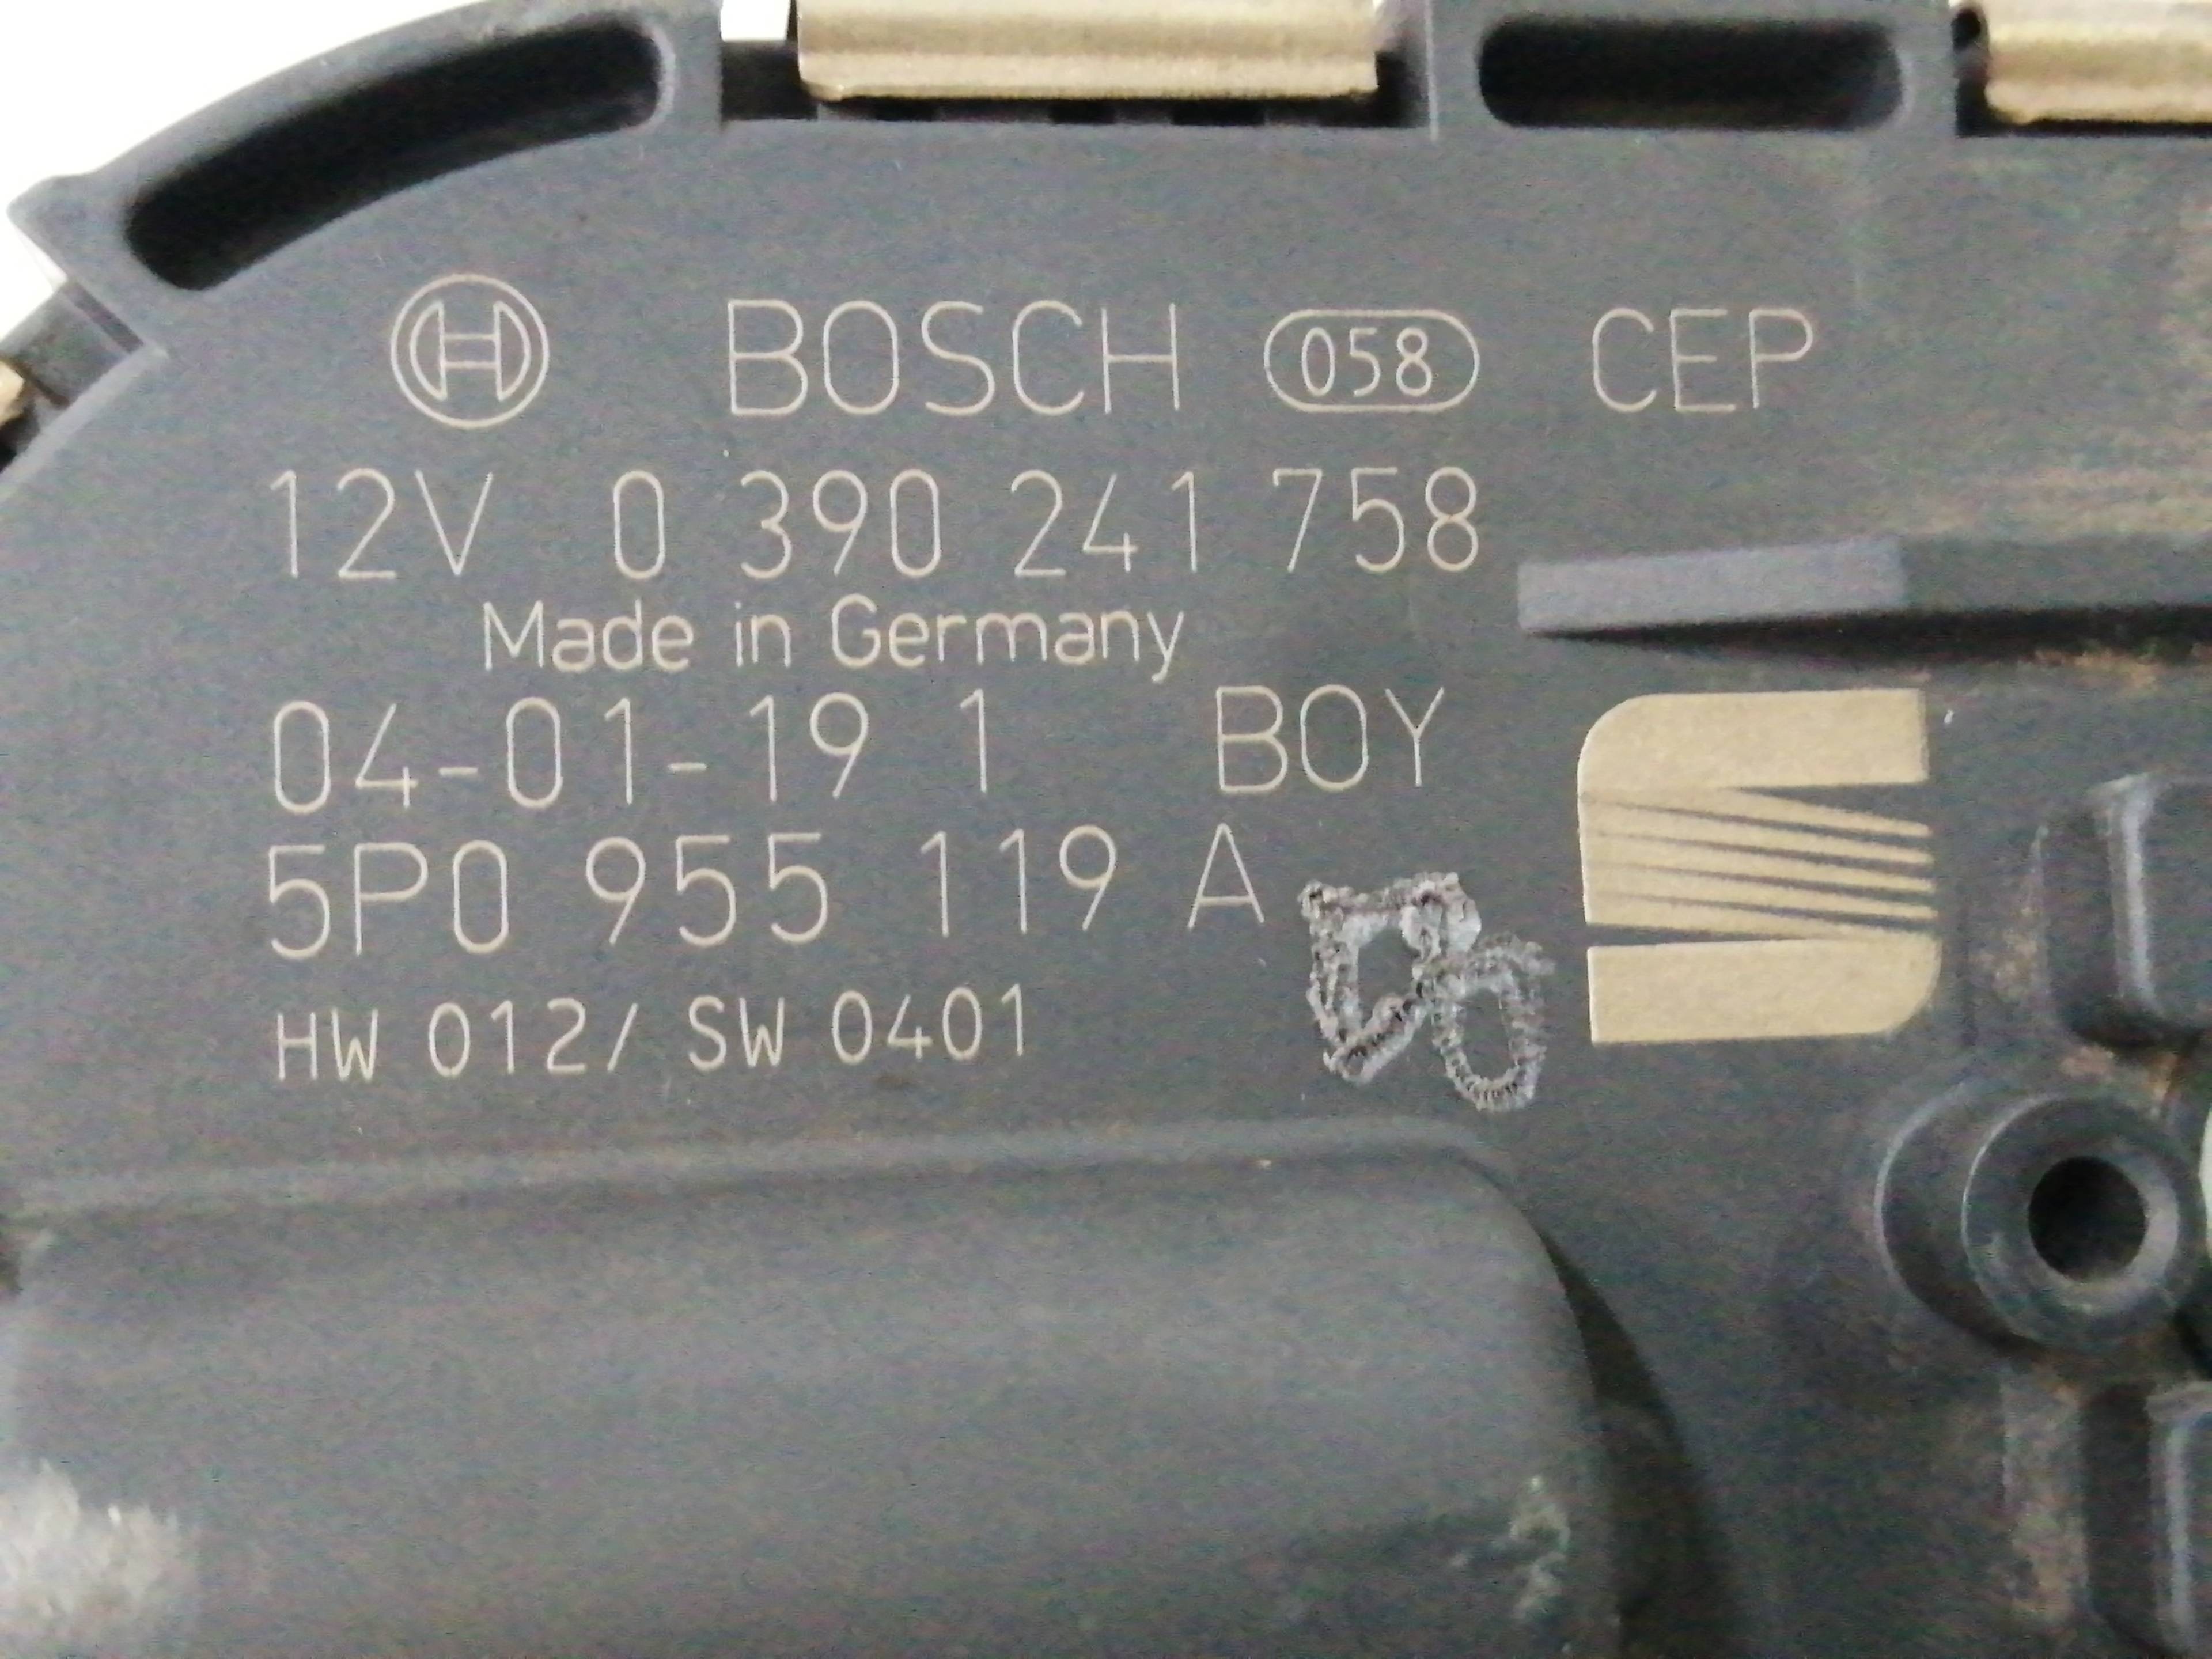 BOSCH 058 CEP
12V 0 390 241 758
Made in Germany
04-01-19 1 BOY
5P0 955 119 A
HW 012/ SW 0401